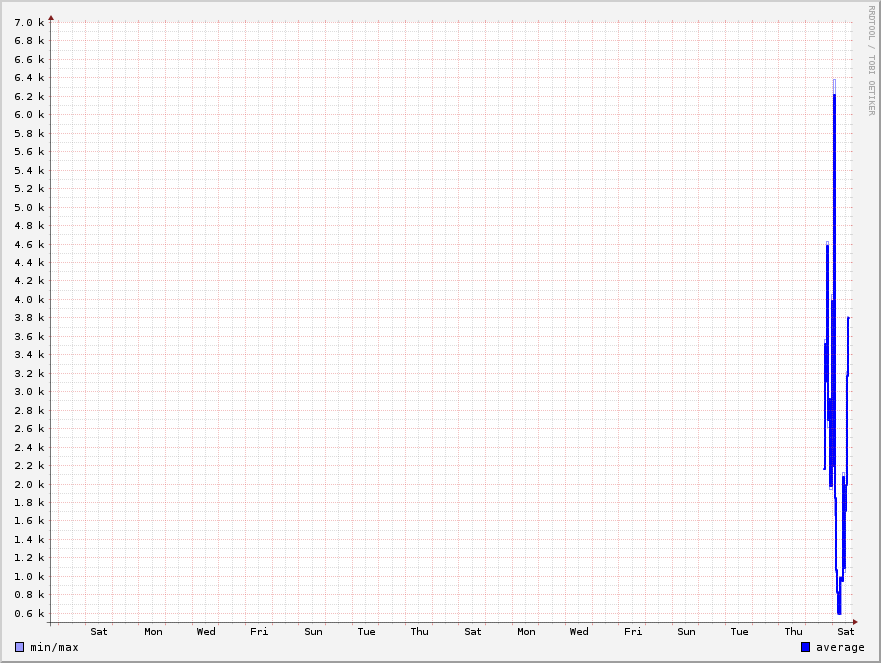 7.0 k
6.8 k
6.6 k
6.4 k
6.2 k
6.0 k
5.8 k
5.6 k
5.4 k
5.2 k
5.0 k
4.8 k
4.6 k
4.4 k
4.2 k
4.0 k
3.8 k
3.6 k
3.4 k
3.2 k
3.0 k
2.8 k
2.6 k
2.4 k
2.2 k
2.0 k
1.8 k
1.6 k
1.4 k
1.2 k
1.0 k
0.8 k
0.6 k
Sat Mon Wed Fri Sun Tue Thu Sat Mon Wed Fri Sun Tue Thu Sat
min/max average
RRDTOOL / TOBI OETIKER